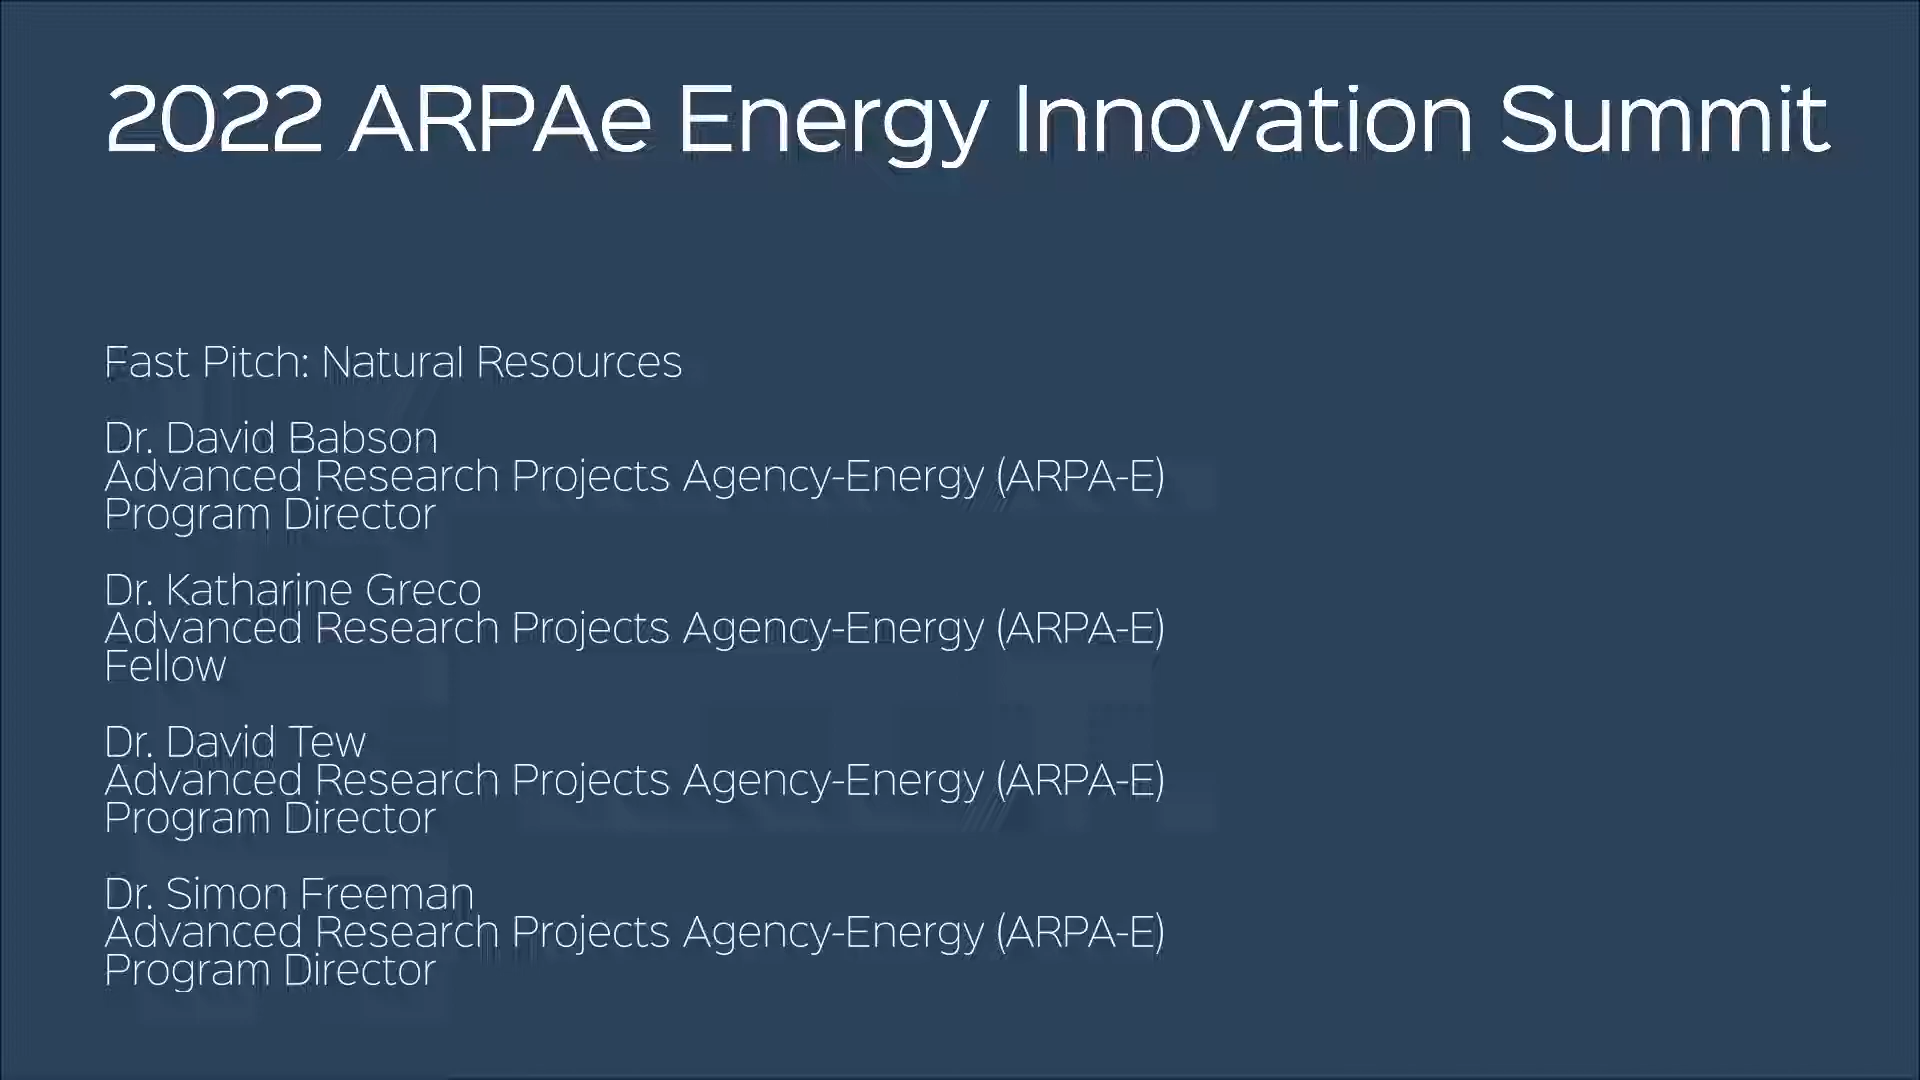 2022 ARPAe Energy Innovation Summit
Fast Pitch: Natural Resources
Dr. David Babson
Advanced Research Projects Agency-Energy (ARPA-E)
Program Director
Dr. Katharine Greco
Advanced Research Projects Agency-Energy (ARPA-E)
Fellow
Dr. David Tew
Advanced Research Projects Agency-Energy (ARPA-E)
Program Director
Dr. Simon Freeman
Advanced Research Projects Agency-Energy (ARPA-E)
Program Director